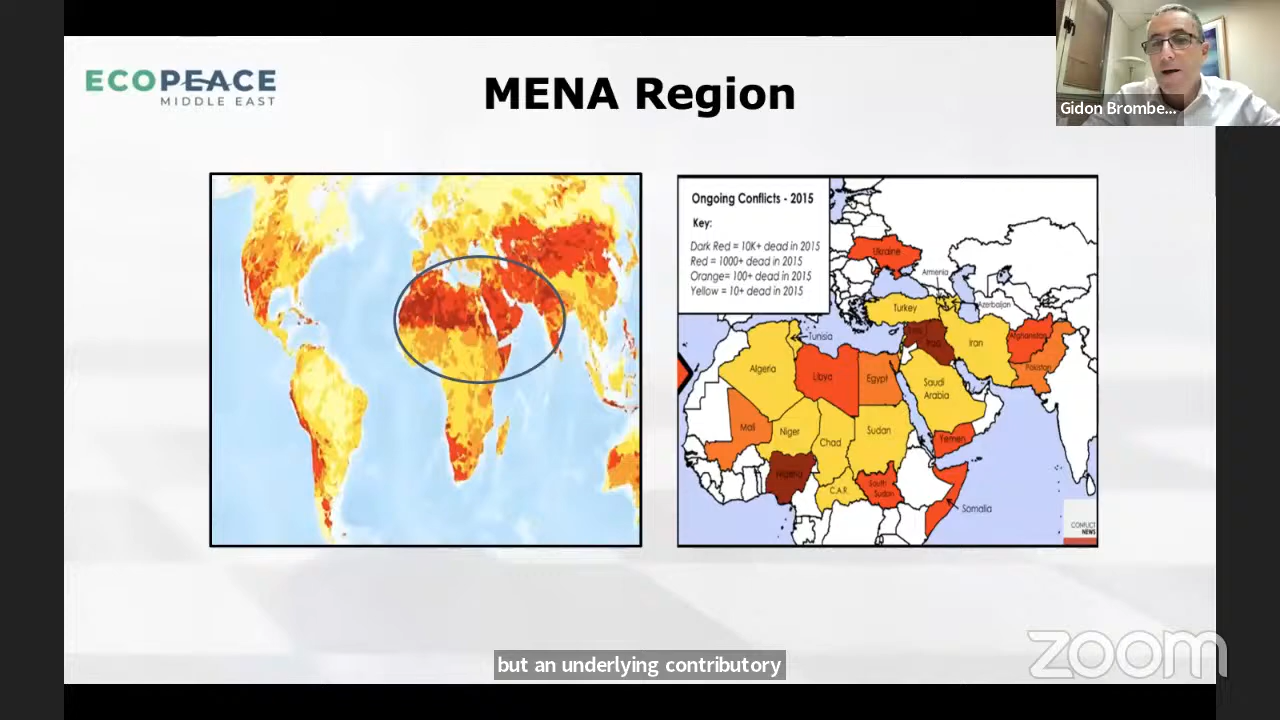 ECOPEACE
MIDDLE EAST
MENA Region
Gidon Brombe...
Ongoing Conflicts - 2015
Key:
Dark Red = 10K+ dead in 2015
Red = 1000+ dead in 2015
Orange= 100+ dead in 2015
Yellow = 10+ dead in 2015
Ukraine
Armenia
Azerbaijan
Turkey
Tunisia
Iraq
Iran
Afghanistan
Pakistan
Algeria
Libya
Egypt
Saudi
Arabia
Mali
Niger
Chad
Sudan
Yemen
Nigeria
C.A.R.
South
Sudan
Somalia
CONFLICT
NEWS
but an underlying contributory
zoom